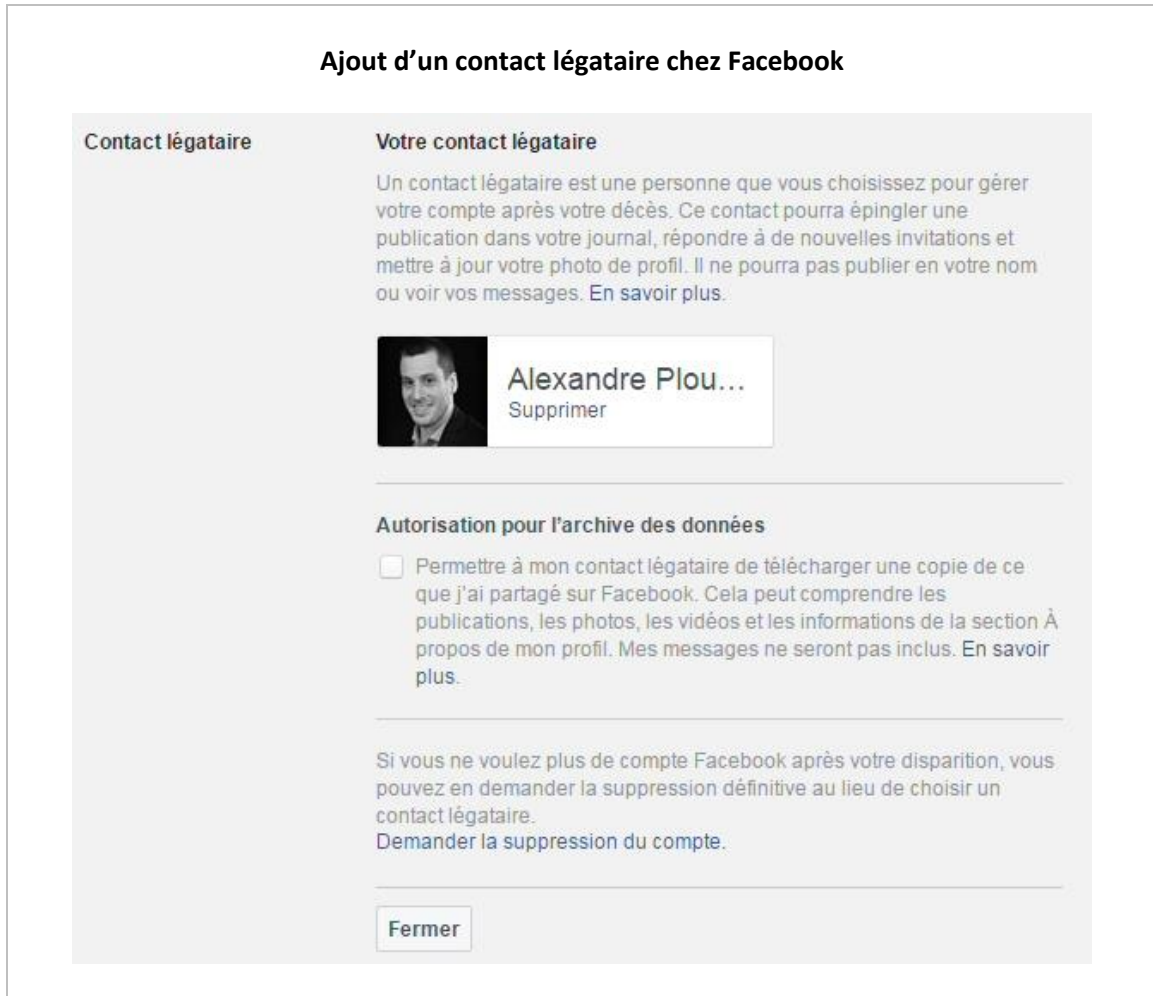 Ajout d’un contact légataire chez Facebook
Contact légataire
Votre contact légataire
Un contact légataire est une personne que vous choisissez pour gérer
votre compte après votre décès. Ce contact pourra épingler une
publication dans votre journal, répondre à de nouvelles invitations et
mettre à jour votre photo de profil. Il ne pourra pas publier en votre nom
ou voir vos messages. En savoir plus.
Alexandre Plou...
Supprimer
Autorisation pour l’archive des données
Permettre à mon contact légataire de télécharger une copie de ce
que j’ai partagé sur Facebook. Cela peut comprendre les
publications, les photos, les vidéos et les informations de la section À
propos de mon profil. Mes messages ne seront pas inclus. En savoir
plus.
Si vous ne voulez plus de compte Facebook après votre disparition, vous
pouvez en demander la suppression définitive au lieu de choisir un
contact légataire.
Demander la suppression du compte.
Fermer